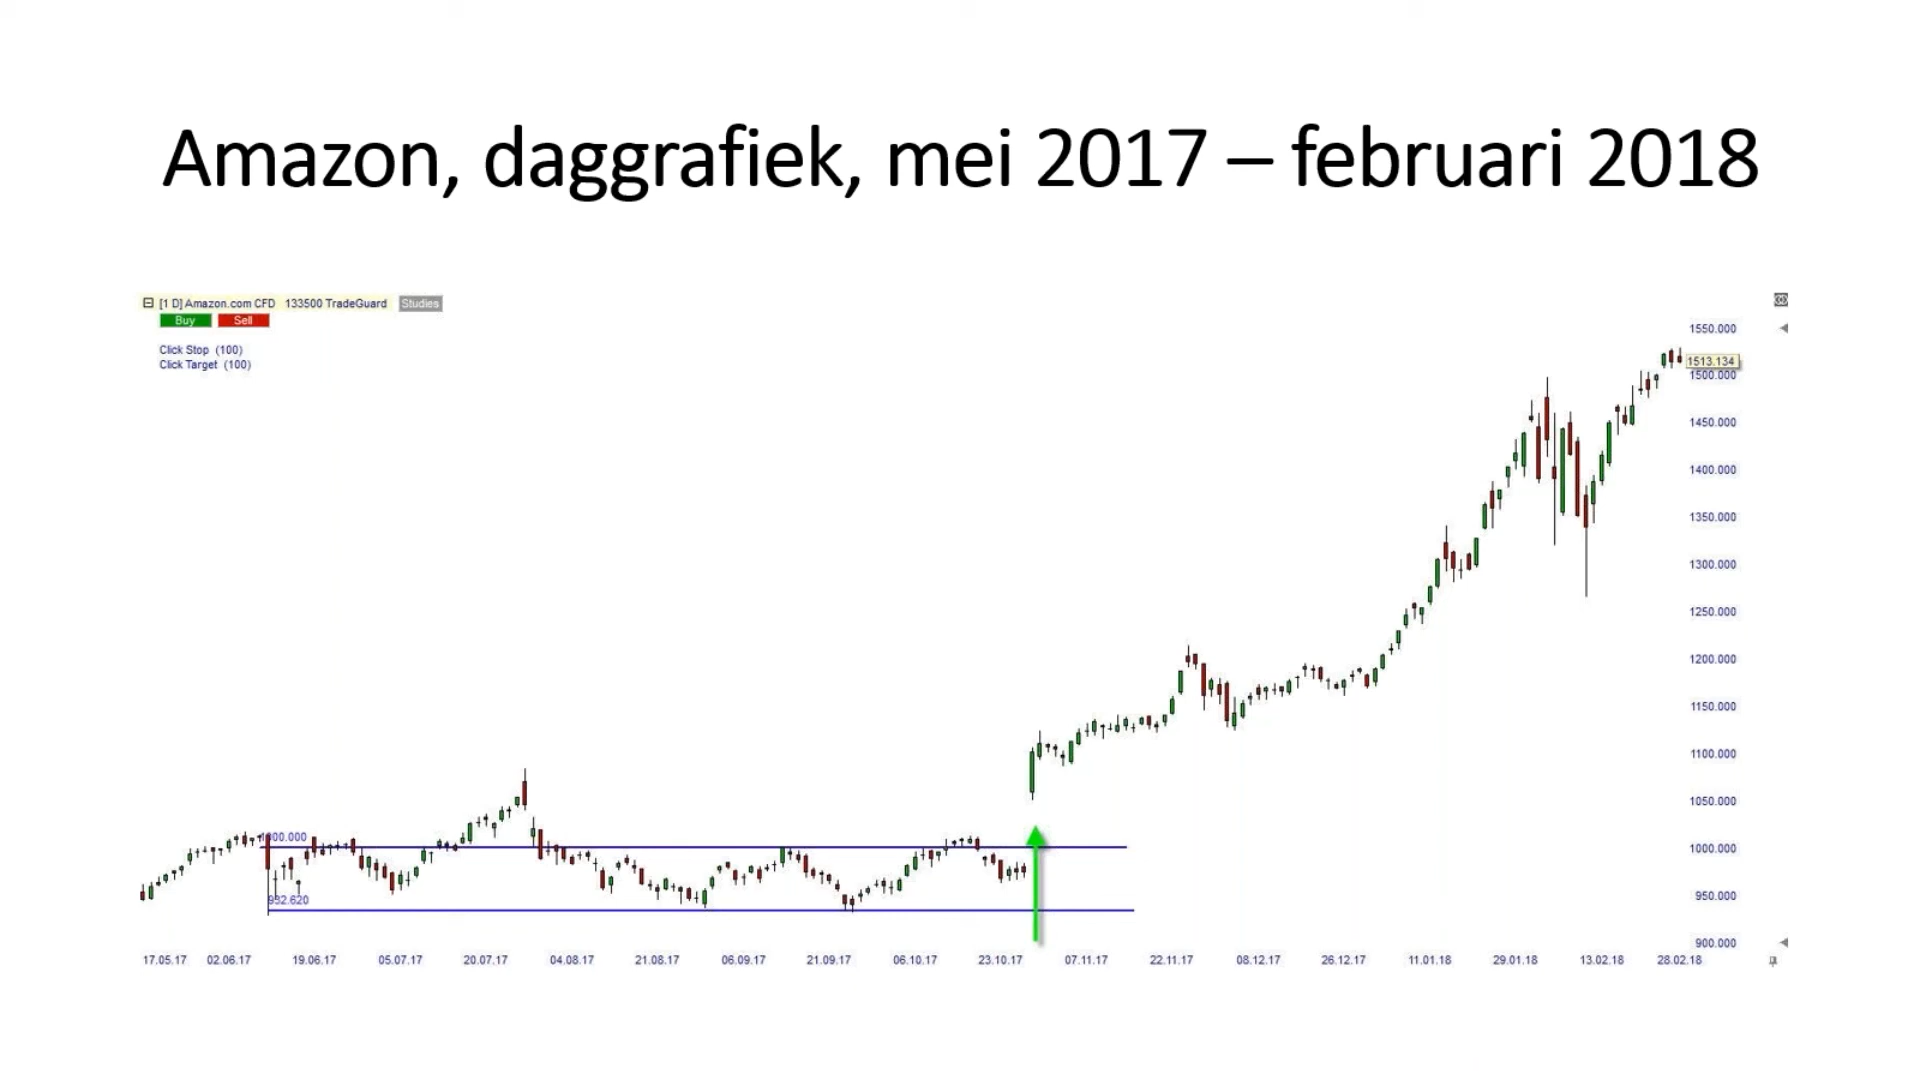 Amazon, daggrafiek, mei 2017 – februari 2018
[1 D] Amazon.com CFD 133500 TradeGuard Studies
Buy Sell
Click Stop (100)
Click Target (100)
1550.000
1513.134
1500.000
1450.000
1400.000
1350.000
1300.000
1250.000
1200.000
1150.000
1100.000
1050.000
1000.000
1000.000
950.000
932.620
900.000
17.05.17 02.06.17 19.06.17 05.07.17 20.07.17 04.08.17 21.08.17 06.09.17 21.09.17 06.10.17 23.10.17 07.11.17 22.11.17 08.12.17 26.12.17 11.01.18 29.01.18 13.02.18 28.02.18